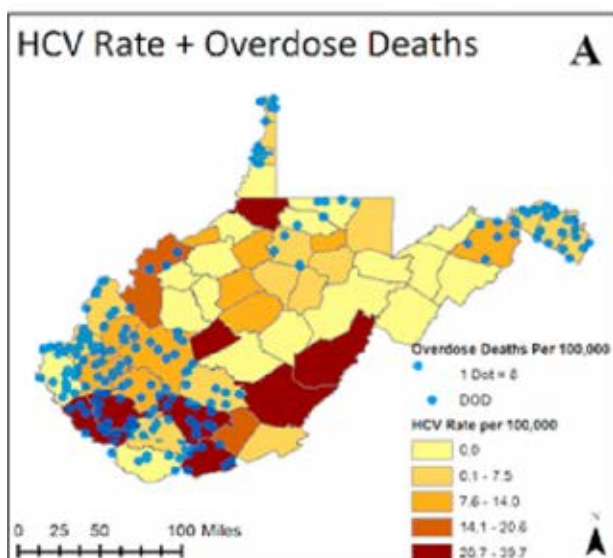 HCV Rate + Overdose Deaths
A
Overdose Deaths Per 100,000
1 Dot = 8
DOD
HCV Rate per 100,000
0.0
0.1 - 7.5
7.6 - 14.0
14.1 - 20.6
20.7 - 39.7
0 25 50 100 Miles
N